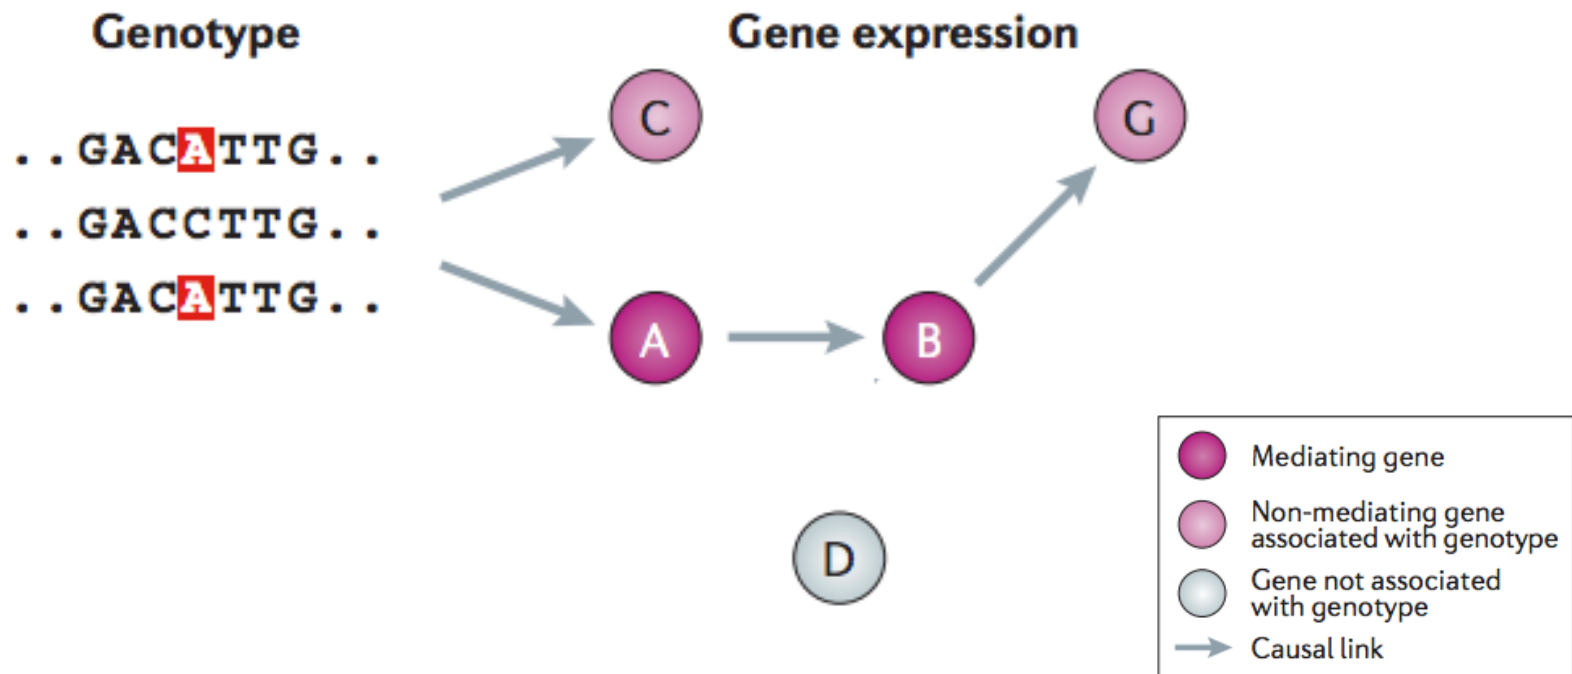 Genotype
Gene expression
..GACATTG..
..GACCTTG..
..GACATTG..
C
G
A
B
D
Mediating gene
Non-mediating gene
associated with genotype
Gene not associated
with genotype
Causal link